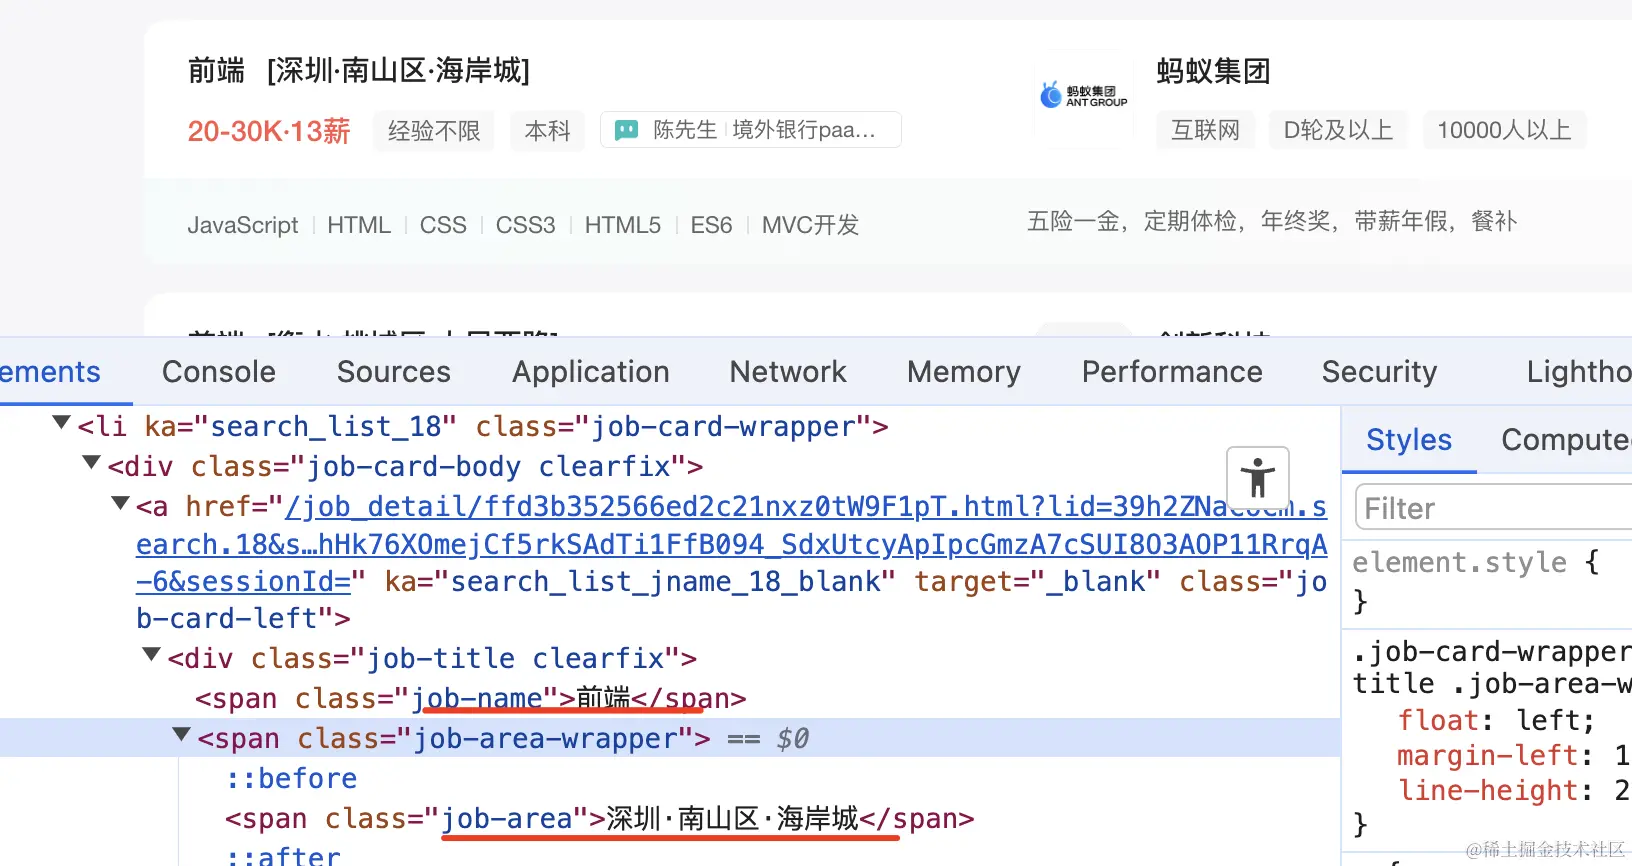 前端 [深圳·南山区·海岸城]
蚂蚁集团
蚂蚁集团
ANT GROUP
20-30K·13薪 经验不限 本科 陈先生 境外银行paa...
互联网 D轮及以上 10000人以上
JavaScript HTML CSS CSS3 HTML5 ES6 MVC开发
五险一金，定期体检，年终奖，带薪年假，餐补
ements Console Sources Application Network Memory Performance Security Lightho
<li ka="search_list_18" class="job-card-wrapper">
<div class="job-card-body clearfix">
<a href="/job_detail/ffd3b352566ed2c21nxz0tW9F1pT.html?lid=39h2ZNa
search.18&s…hHk76XOmejCf5rkSAdTi1FfB094_SdxUtcyApIpcGmzA7cSUI8O3AOP11RrqA
-6&sessionId=" ka="search_list_jname_18_blank" target="_blank" class="jo
b-card-left">
<div class="job-title clearfix">
<span class="job-name">前端</span>
<span class="job-area-wrapper"> == $0
::before
<span class="job-area">深圳·南山区·海岸城</span>
::after
Styles Compute
Filter
element.style {
}
.job-card-wrapper
title .job-area-w
float: left;
margin-left: 1
line-height: 2
}
@稀土掘金技术社区